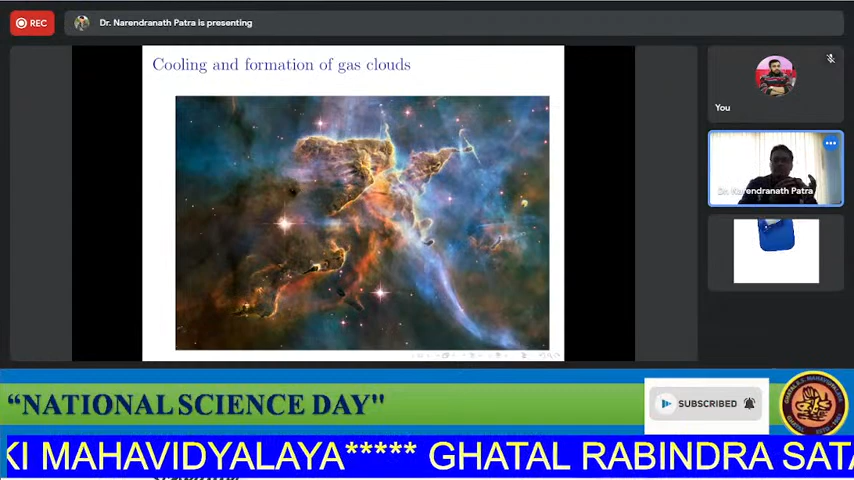 REC
Dr. Narendranath Patra is presenting
Cooling and formation of gas clouds
You
Dr. Narendranath Patra
"NATIONAL SCIENCE DAY"
SUBSCRIBED
KI MAHAVIDYALAYA***** GHATAL RABINDRA SATA